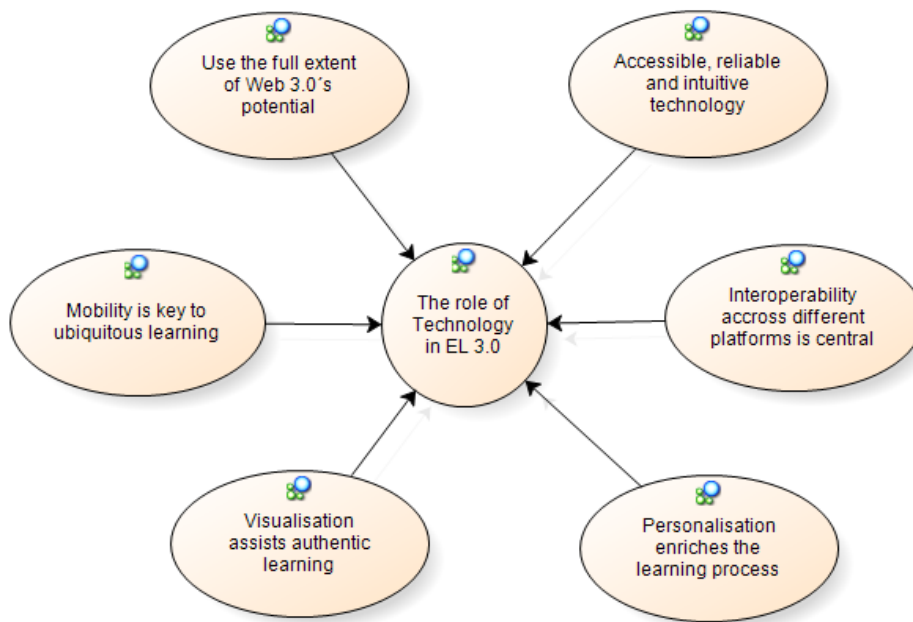 Use the full extent
of Web 3.0´s
potential
Accessible, reliable
and intuitive
technology
Mobility is key to
ubiquitous learning
The role of
Technology
in EL 3.0
Interoperability
accross different
platforms is central
Visualisation
assists authentic
learning
Personalisation
enriches the
learning process